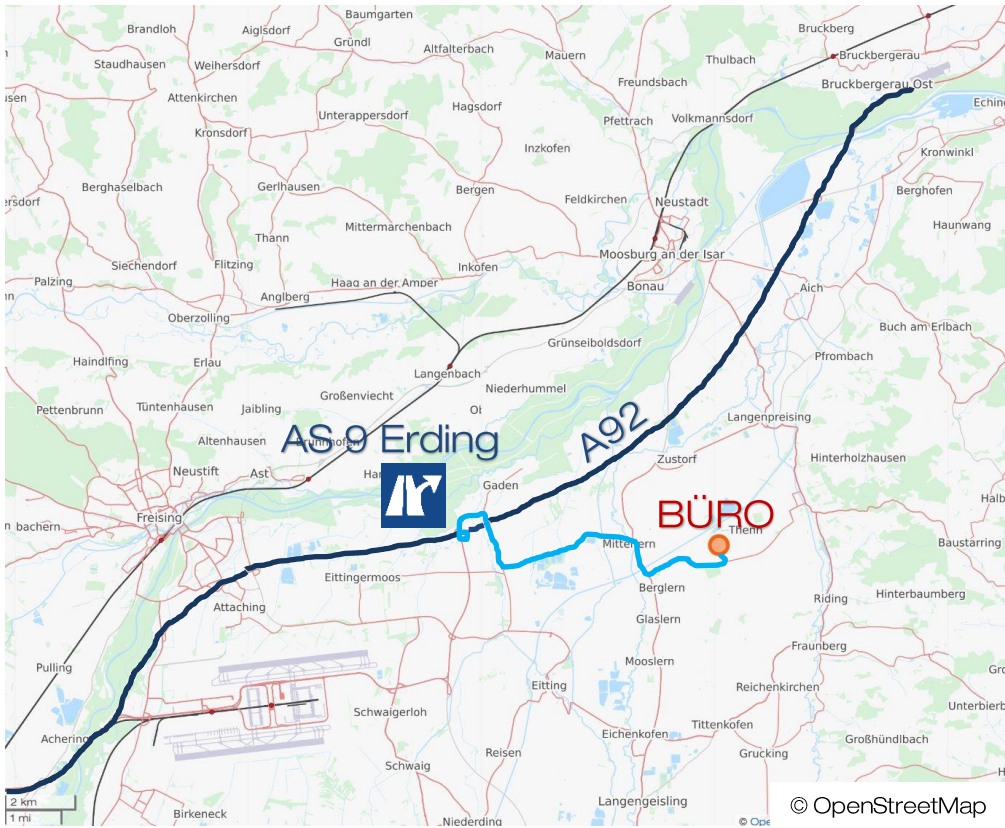 Baumgarten
Brandloh
Aiglsdorf
Gründl
Altfalterbach
Mauern
Bruckberg
Bruckbergerau
Staudhausen
Weihersdorf
Thulbach
Freundsbach
Bruckbergerau Ost
Attenkirchen
Hagsdorf
Unterappersdorf
Pfettrach
Volkmannsdorf
Kronsdorf
Inzkofen
Kronwinkl
Berghaselbach
Gerlhausen
Bergen
Berghofen
Feldkirchen
Neustadt
Haunwang
Mittermarchenbach
Thann
Moosburg an der Isar
Siechendorf
Flitzing
Inkofen
Palzing
Haag an der Amper
Bonau
Aich
Anglberg
Oberzolling
Buch am Erlbach
Grünseiboldsdorf
Haindlfing
Erlau
Pfrombach
Langenbach
Niederhummel
Großenviecht
Pettenbrunn
Tüntenhausen
Jaibling
Langenpreising
A92
AS 9 Erding
Altenhausen
Zustorf
Hinterholzhausen
Neustift
Ast
Gaden
Freising
BÜRO
Thenn
Baustarring
Mitterlern
Eittingermoos
Berglern
Hinterbaumberg
Riding
Attaching
Glaslern
Fraunberg
Pulling
Mooslern
Eitting
Reichenkirchen
Schwaigerloh
Tittenkofen
Eichenkofen
Achering
Großhündlbach
Reisen
Grucking
Schwaig
2 km
1 mi
Langengeisling
Birkeneck
Niederding
© OpenStreetMap